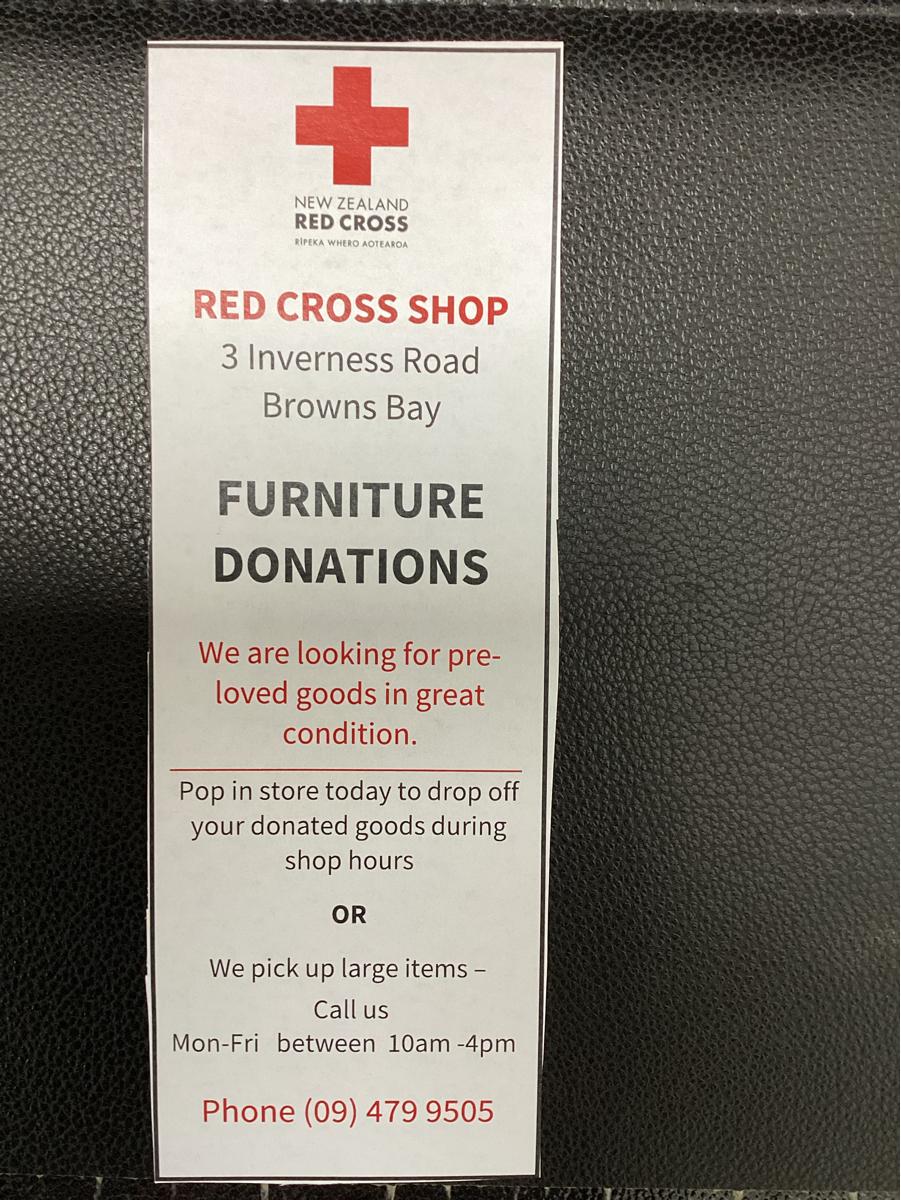 NEW ZEALAND
RED CROSS
RĪPEKA WHERO AOTEAROA
RED CROSS SHOP
3 Inverness Road
Browns Bay
FURNITURE
DONATIONS
We are looking for pre-
loved goods in great
condition.
Pop in store today to drop off
your donated goods during
shop hours
OR
We pick up large items –
Call us
Mon-Fri between 10am -4pm
Phone (09) 479 9505